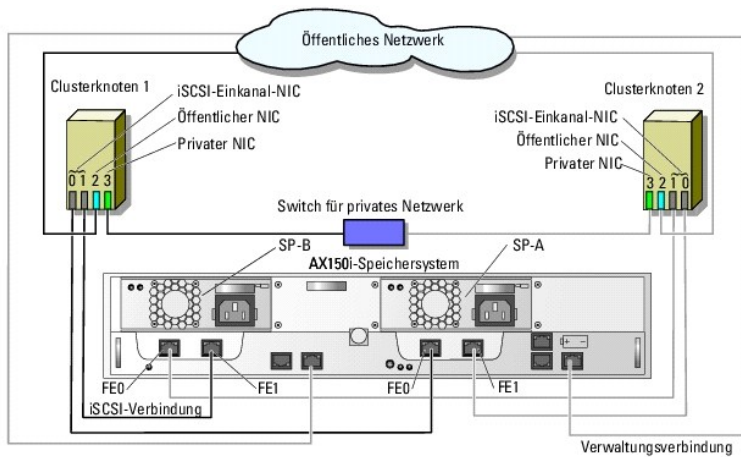 Öffentliches Netzwerk
Clusterknoten 1
iSCSI-Einkanal-NIC
Öffentlicher NIC
Privater NIC
0 1 2 3
Clusterknoten 2
iSCSI-Einkanal-NIC
Öffentlicher NIC
Privater NIC
3 2 1 0
Switch für privates Netzwerk
SP-B
SP-A
AX150i-Speichersystem
FE0
FE1
FE0
FE1
iSCSI-Verbindung
Verwaltungsverbindung